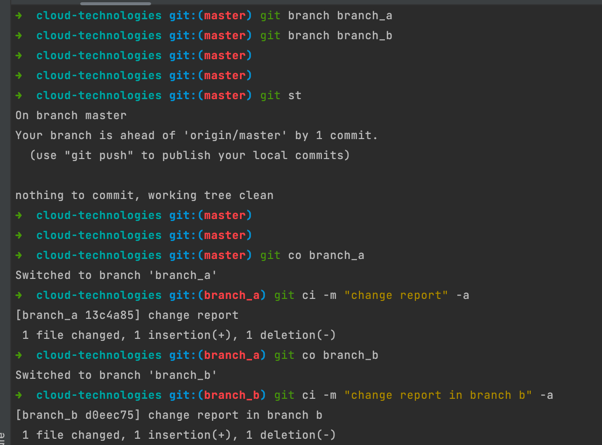 → cloud-technologies git:(master) git branch branch_a
→ cloud-technologies git:(master) git branch branch_b
→ cloud-technologies git:(master)
→ cloud-technologies git:(master)
→ cloud-technologies git:(master) git st
On branch master
Your branch is ahead of 'origin/master' by 1 commit.
  (use "git push" to publish your local commits)

nothing to commit, working tree clean
→ cloud-technologies git:(master)
→ cloud-technologies git:(master)
→ cloud-technologies git:(master) git co branch_a
Switched to branch 'branch_a'
→ cloud-technologies git:(branch_a) git ci -m "change report" -a
[branch_a 13c4a85] change report
 1 file changed, 1 insertion(+), 1 deletion(-)
→ cloud-technologies git:(branch_a) git co branch_b
Switched to branch 'branch_b'
→ cloud-technologies git:(branch_b) git ci -m "change report in branch b" -a
[branch_b d0eec75] change report in branch b
 1 file changed, 1 insertion(+), 1 deletion(-)